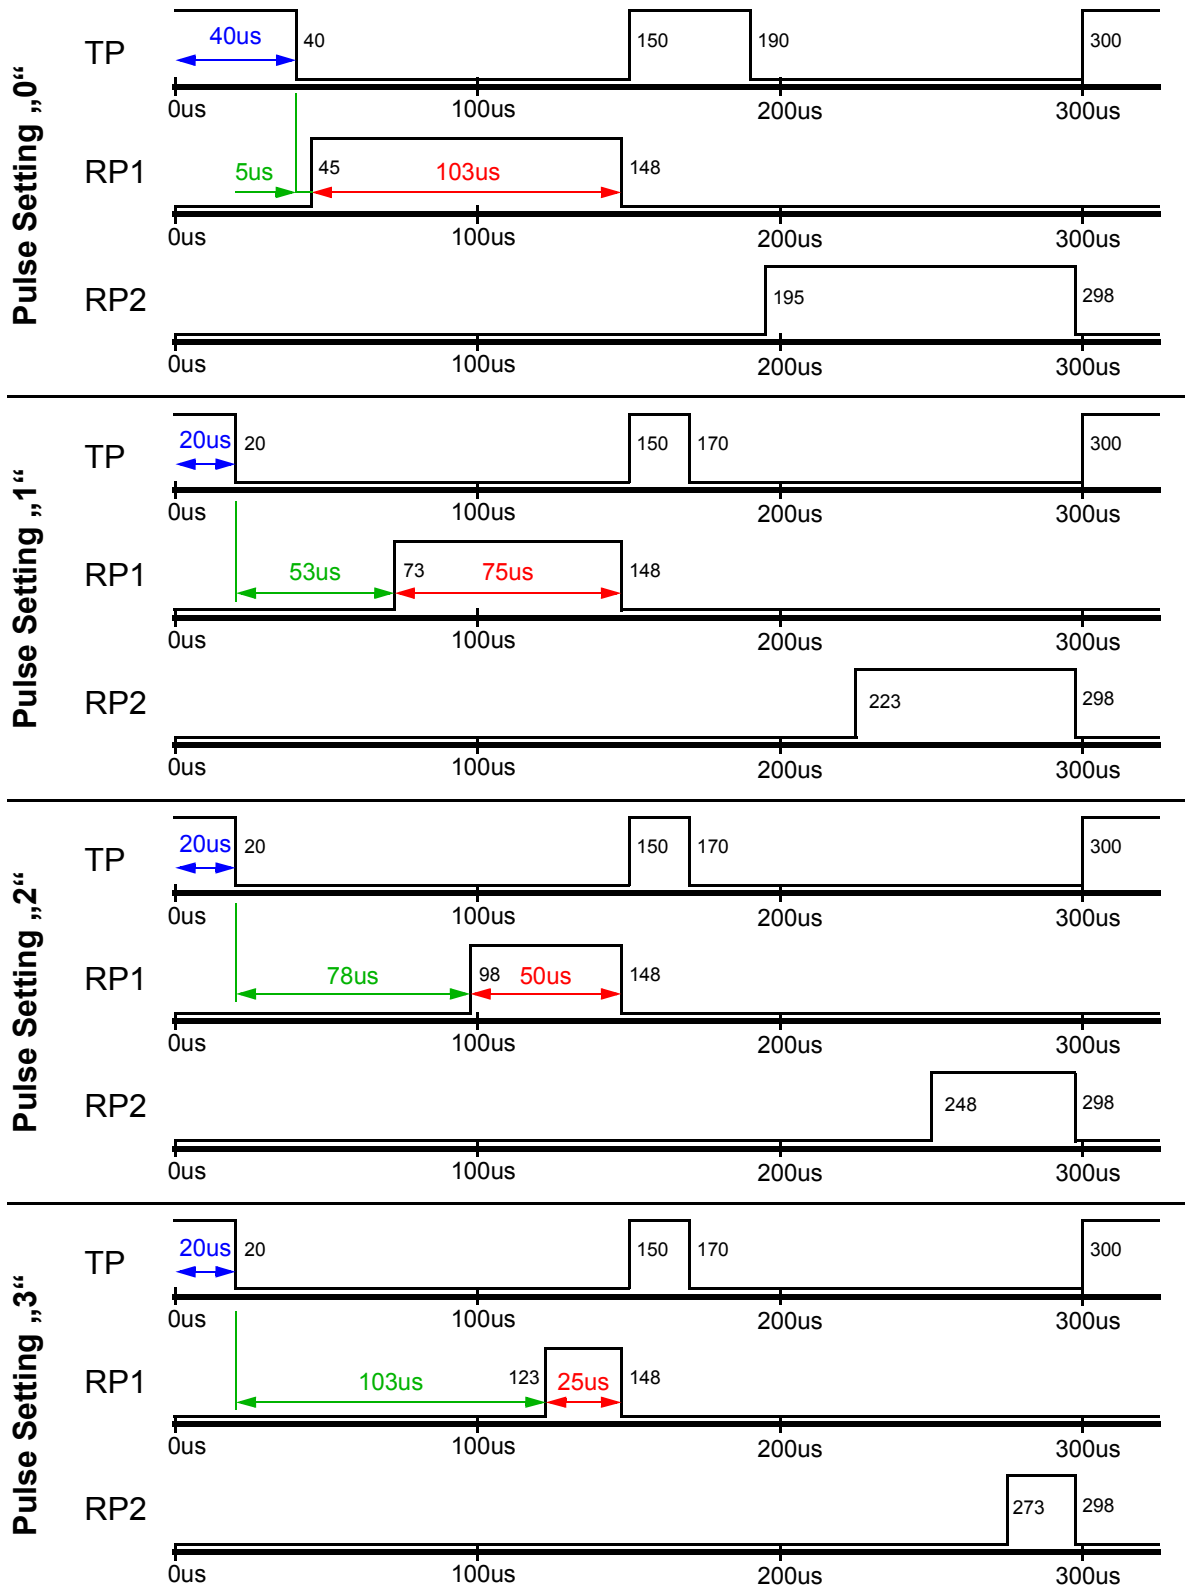 Pulse Setting „0“
TP
40us
40
150
190
300
0us
100us
200us
300us
RP1
5us
45
103us
148
0us
100us
200us
300us
RP2
195
298
0us
100us
200us
300us
Pulse Setting „1“
TP
20us
20
150
170
300
0us
100us
200us
300us
RP1
53us
73
75us
148
0us
100us
200us
300us
RP2
223
298
0us
100us
200us
300us
Pulse Setting „2“
TP
20us
20
150
170
300
0us
100us
200us
300us
RP1
78us
98
50us
148
0us
100us
200us
300us
RP2
248
298
0us
100us
200us
300us
Pulse Setting „3“
TP
20us
20
150
170
300
0us
100us
200us
300us
RP1
103us
123
25us
148
0us
100us
200us
300us
RP2
273
298
0us
100us
200us
300us